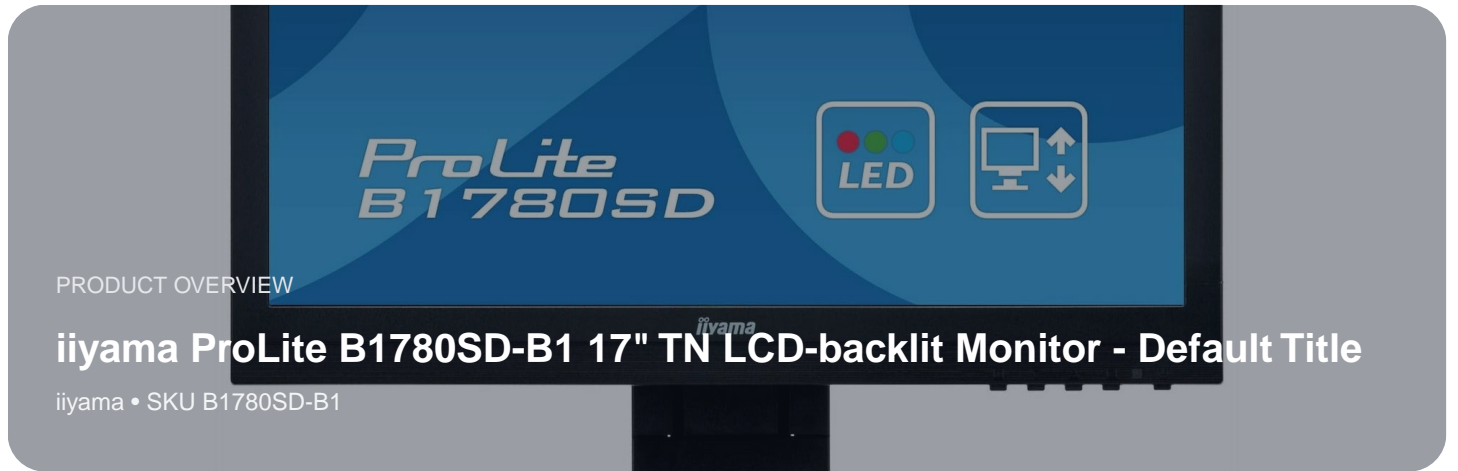 ProLite
B1780SD
LED
PRODUCT OVERVIEW
iiyama
iiyama ProLite B1780SD-B1 17" TN LCD-backlit Monitor - Default Title
iiyama • SKU B1780SD-B1